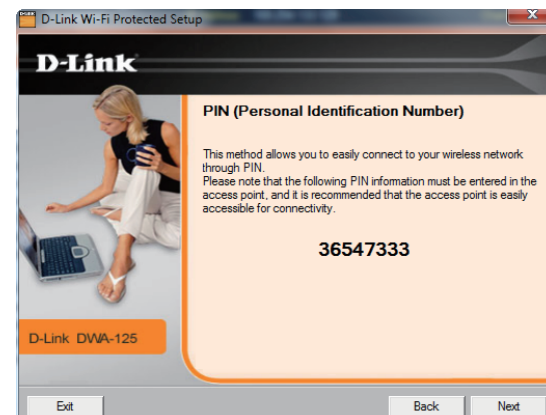 D-Link Wi-Fi Protected Setup
D-Link
PIN (Personal Identification Number)
This method allows you to easily connect to your wireless network
through PIN.
Please note that the following PIN information must be entered in the
access point, and it is recommended that the access point is easily
accessible for connectivity.
36547333
D-Link DWA-125
Exit
Back
Next